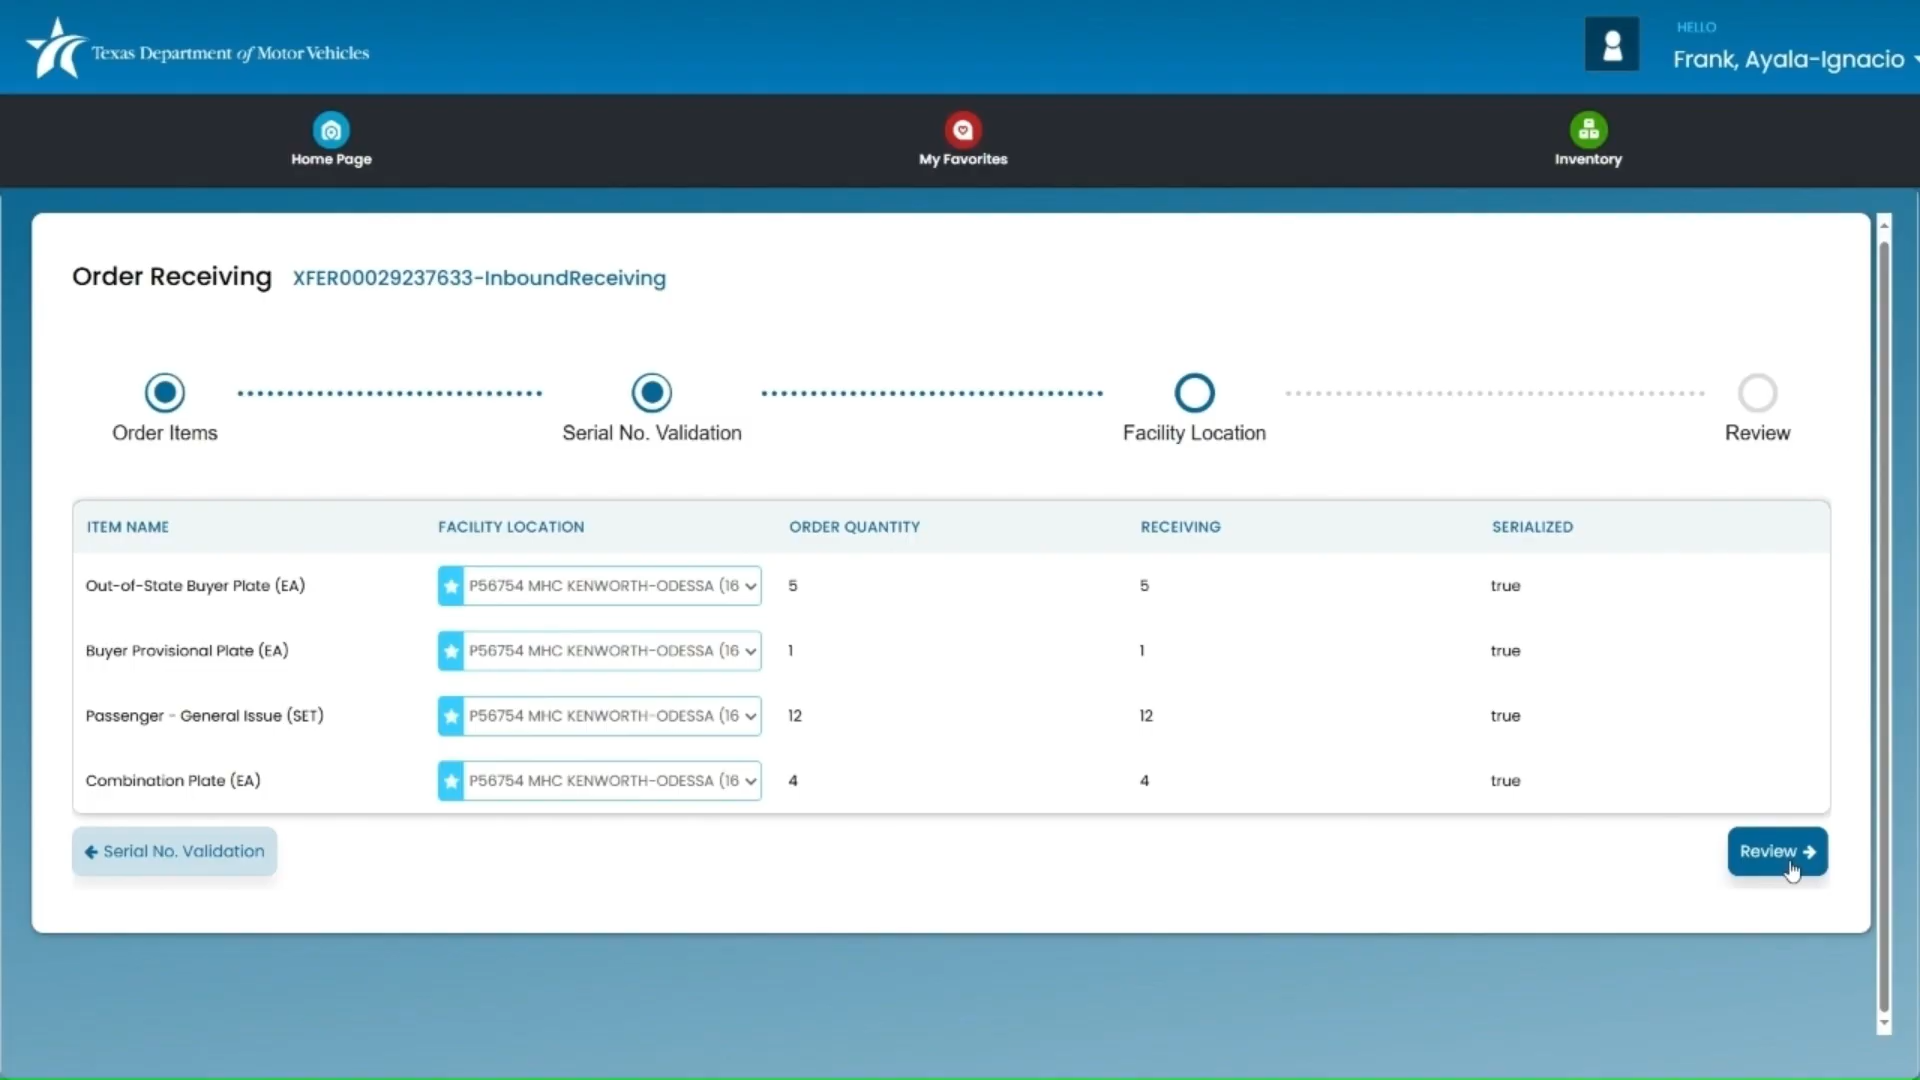 Texas Department of Motor Vehicles
HELLO
Frank, Ayala-Ignacio
Home Page
My Favorites
Inventory
Order Receiving XFER00029237633-InboundReceiving
Order Items
Serial No. Validation
Facility Location
Review
ITEM NAME FACILITY LOCATION ORDER QUANTITY RECEIVING SERIALIZED
Out-of-State Buyer Plate (EA) P56754 MHC KENWORTH-ODESSA (16 5 5 true
Buyer Provisional Plate (EA) P56754 MHC KENWORTH-ODESSA (16 1 1 true
Passenger - General Issue (SET) P56754 MHC KENWORTH-ODESSA (16 12 12 true
Combination Plate (EA) P56754 MHC KENWORTH-ODESSA (16 4 4 true
Serial No. Validation
Review